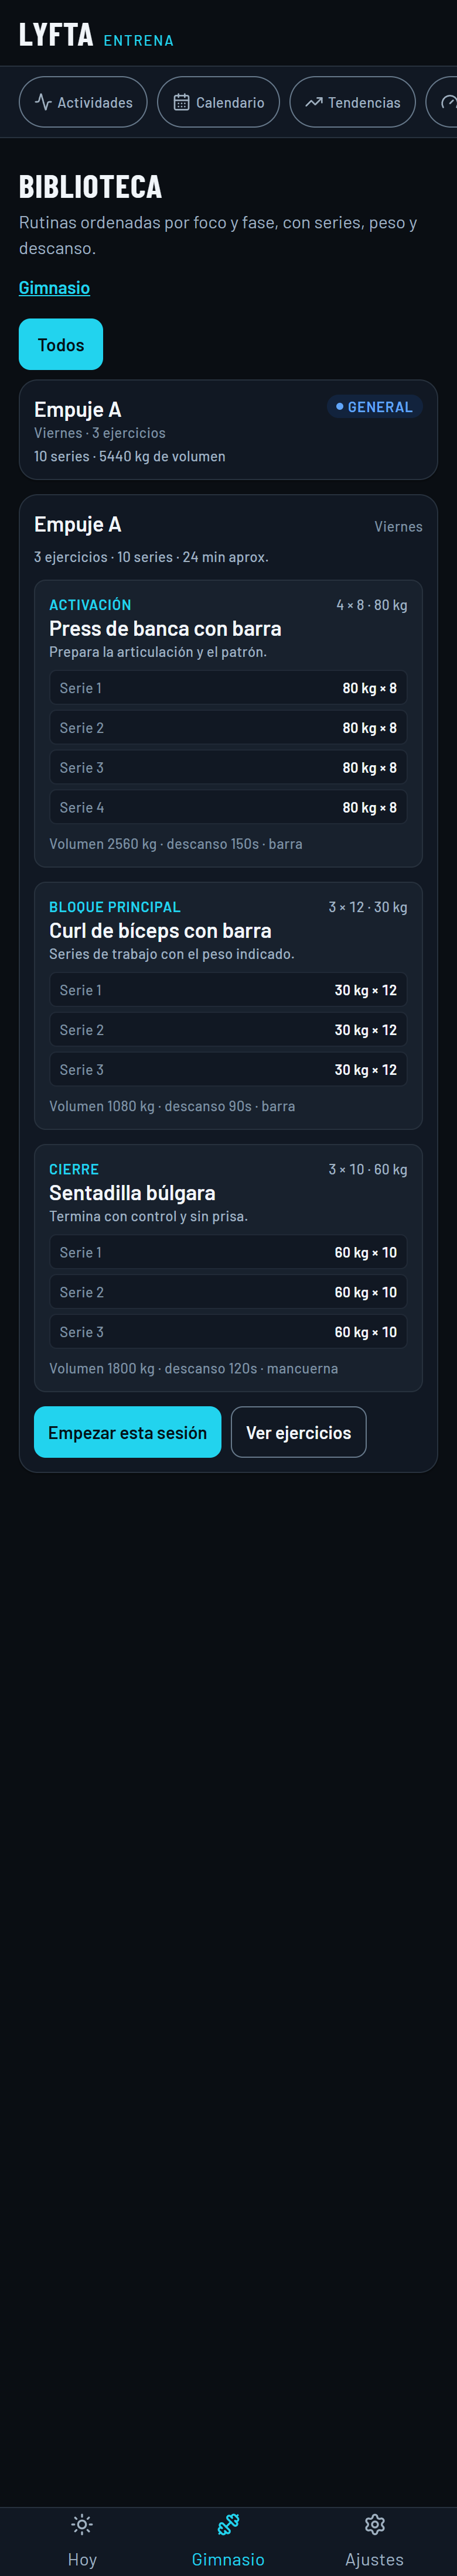 LYFTA ENTRENA
Actividades Calendario Tendencias
BIBLIOTECA
Rutinas ordenadas por foco y fase, con series, peso y
descanso.
Gimnasio
Todos
Empuje A GENERAL
Viernes · 3 ejercicios
10 series · 5440 kg de volumen
Empuje A Viernes
3 ejercicios · 10 series · 24 min aprox.
ACTIVACIÓN 4 × 8 · 80 kg
Press de banca con barra
Prepara la articulación y el patrón.
Serie 1 80 kg × 8
Serie 2 80 kg × 8
Serie 3 80 kg × 8
Serie 4 80 kg × 8
Volumen 2560 kg · descanso 150s · barra
BLOQUE PRINCIPAL 3 × 12 · 30 kg
Curl de bíceps con barra
Series de trabajo con el peso indicado.
Serie 1 30 kg × 12
Serie 2 30 kg × 12
Serie 3 30 kg × 12
Volumen 1080 kg · descanso 90s · barra
CIERRE 3 × 10 · 60 kg
Sentadilla búlgara
Termina con control y sin prisa.
Serie 1 60 kg × 10
Serie 2 60 kg × 10
Serie 3 60 kg × 10
Volumen 1800 kg · descanso 120s · mancuerna
Empezar esta sesión Ver ejercicios
Hoy Gimnasio Ajustes